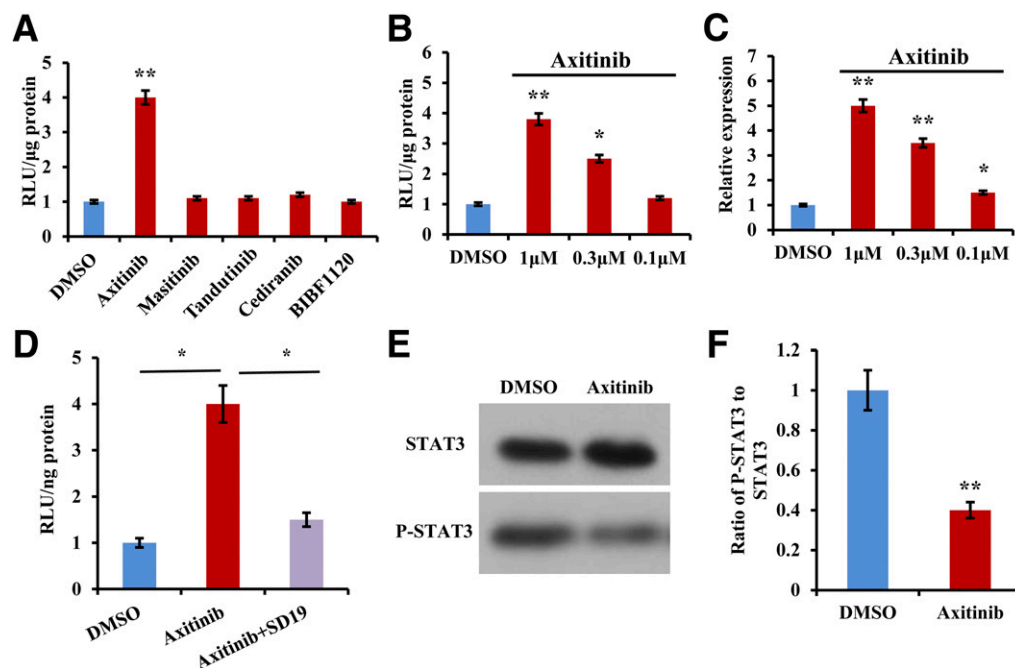 A
RLU/μg protein
5
4
3
2
1
0
**
DMSO
Axitinib
Masitinib
Tandutinib
Cediranib
BIBF1120
B
RLU/μg protein
6
5
4
3
2
1
0
Axitinib
**
*
DMSO 1μM 0.3μM 0.1μM
C
Relative expression
7
6
5
4
3
2
1
0
Axitinib
**
**
*
DMSO 1μM 0.3μM 0.1μM
D
RLU/ng protein
5
4
3
2
1
0
* *
DMSO
Axitinib
Axitinib+SD19
E
DMSO Axitinib
STAT3
P-STAT3
F
Ratio of P-STAT3 to
STAT3
1.2
1
0.8
0.6
0.4
0.2
0
**
DMSO Axitinib